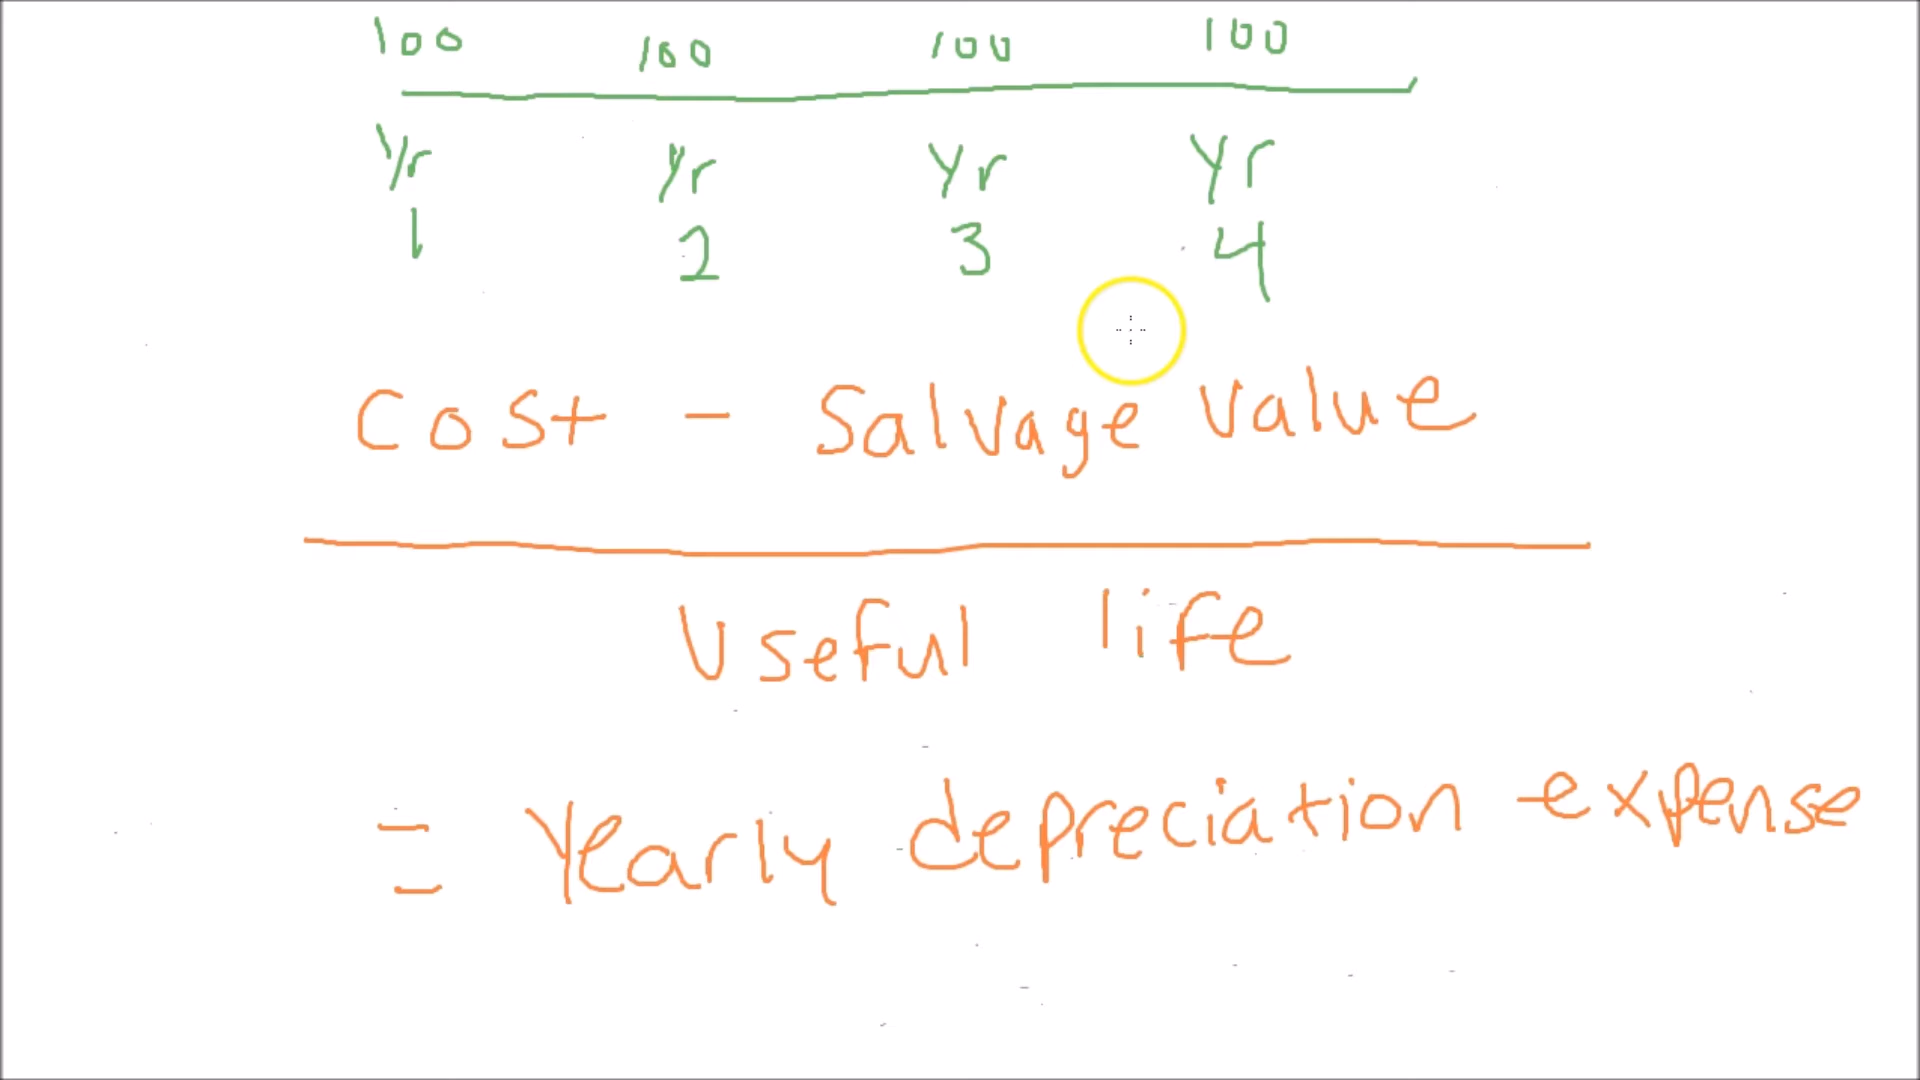 100 100 100 100
Yr Yr Yr Yr
1 2 3 4
Cost - Salvage Value
Useful life
= Yearly depreciation expense